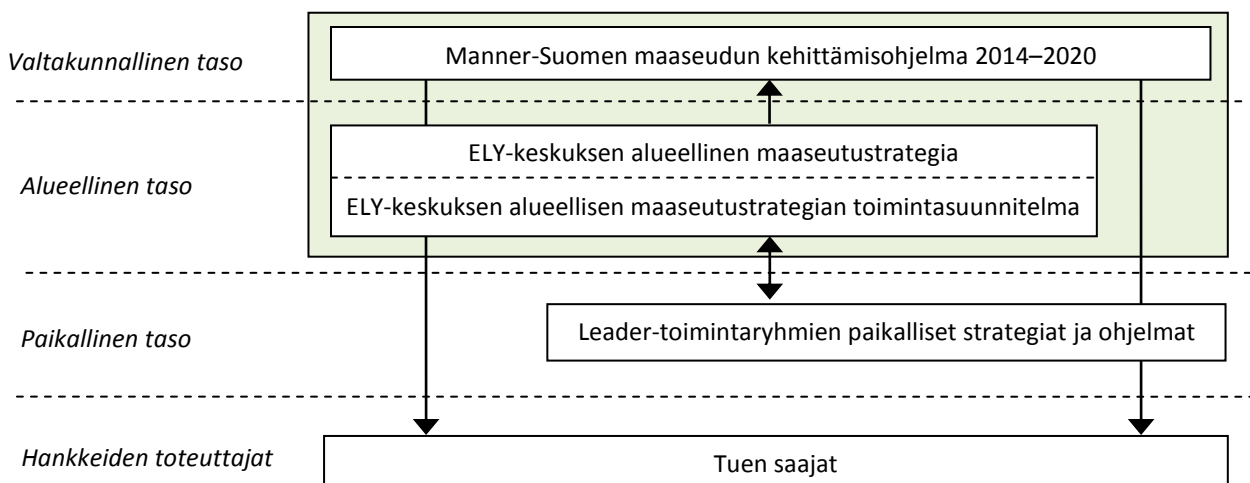 Valtakunnallinen taso
Manner-Suomen maaseudun kehittämisohjelma 2014–2020
Alueellinen taso
ELY-keskuksen alueellinen maaseutustrategia
ELY-keskuksen alueellisen maaseutustrategian toimintasuunnitelma
Paikallinen taso
Leader-toimintaryhmien paikalliset strategiat ja ohjelmat
Hankkeiden toteuttajat
Tuen saajat